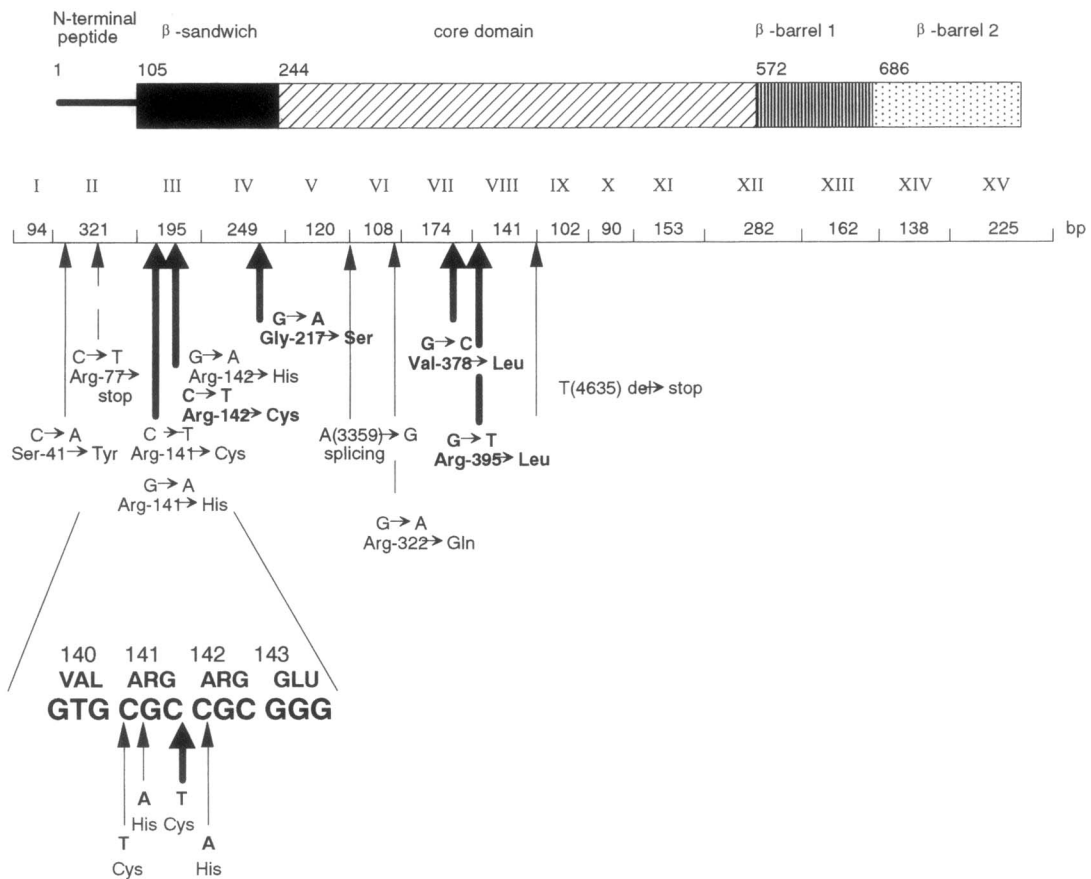 N-terminal
peptide β -sandwich core domain β -barrel 1 β -barrel 2
1 105 244 572 686
I II III IV V VI VII VIII IX X XI XII XIII XIV XV
94 321 195 249 120 108 174 141 102 90 153 282 162 138 225 bp
G→ A
Gly-217→ Ser
C→ T
Arg-77→
stop
G→ A
Arg-142→ His
C→ T
Arg-142→ Cys
G→ C
Val-378→ Leu
T(4635) del→ stop
C→ A
Ser-41→ Tyr
C→T
Arg-141→ Cys
G→ A
Arg-141→ His
A(3359)→ G
splicing
G→ T
Arg-395→ Leu
G→ A
Arg-322→ Gln
140 141 142 143
VAL ARG ARG GLU
GTG CGC CGC GGG
A T
His Cys
T A
Cys His